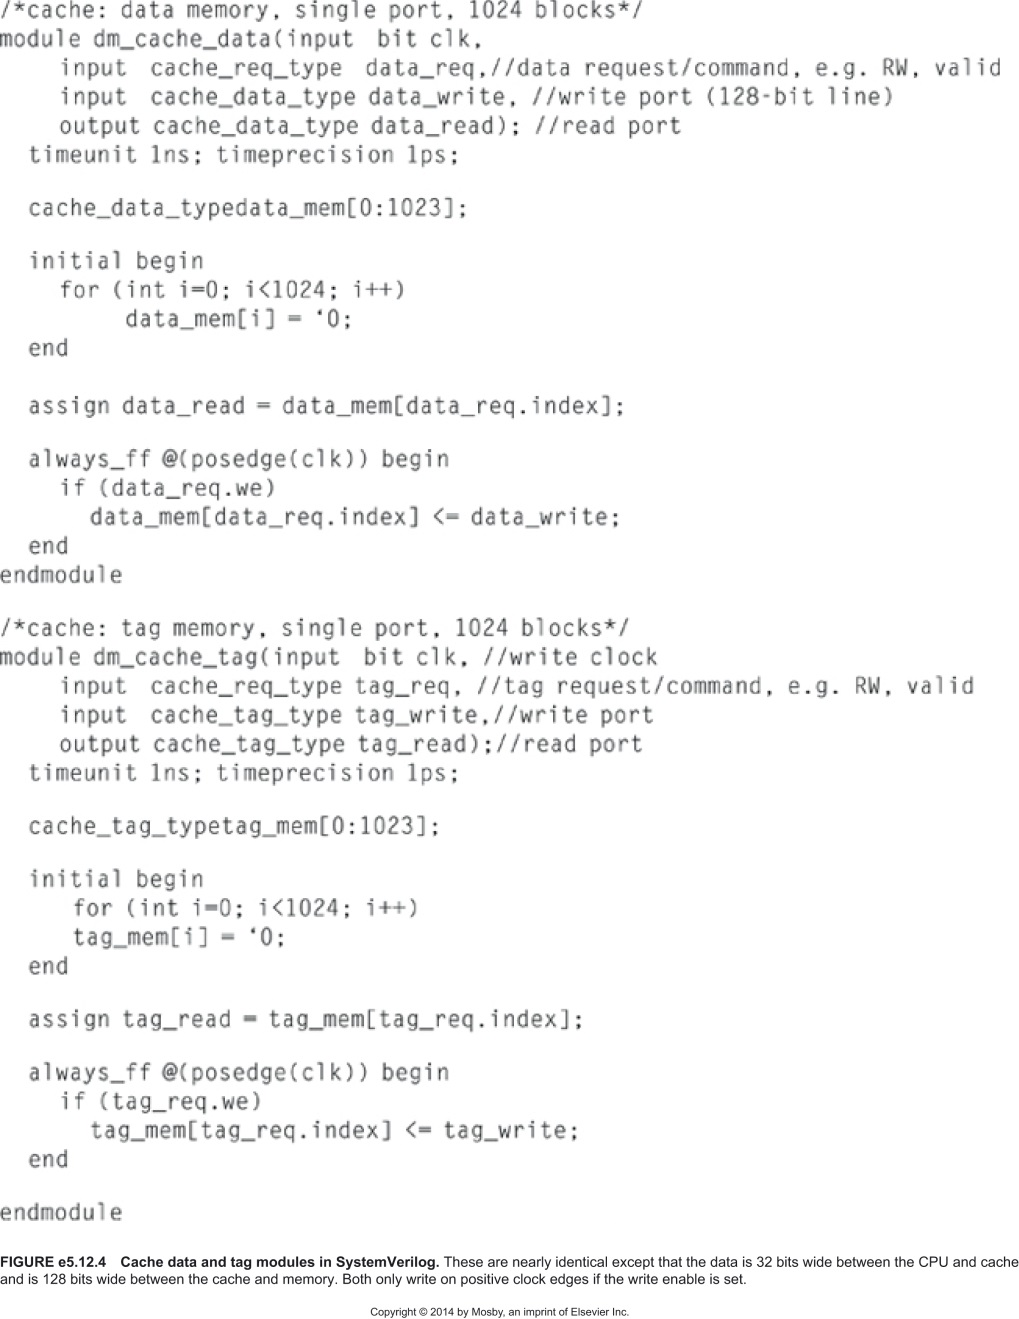 /*cache: data memory, single port, 1024 blocks*/
module dm_cache_data(input  bit clk,
    input  cache_req_type  data_req,//data request/command, e.g. RW, valid
    input  cache_data_type data_write, //write port (128-bit line)
    output cache_data_type data_read); //read port
  timeunit 1ns; timeprecision 1ps;
  cache_data_typedata_mem[0:1023];
  initial begin
    for (int i=0; i<1024; i++)
        data_mem[i] = ‘0;
  end
  assign data_read = data_mem[data_req.index];
  always_ff @(posedge(clk)) begin
    if (data_req.we)
      data_mem[data_req.index] <= data_write;
  end
endmodule
/*cache: tag memory, single port, 1024 blocks*/
module dm_cache_tag(input  bit clk, //write clock
    input  cache_req_type tag_req, //tag request/command, e.g. RW, valid
    input  cache_tag_type tag_write,//write port
    output cache_tag_type tag_read);//read port
  timeunit 1ns; timeprecision 1ps;
  cache_tag_typetag_mem[0:1023];
  initial begin
     for (int i=0; i<1024; i++)
     tag_mem[i] = ‘0;
  end
  assign tag_read = tag_mem[tag_req.index];
  always_ff @(posedge(clk)) begin
    if (tag_req.we)
      tag_mem[tag_req.index] <= tag_write;
  end
endmodule
FIGURE e5.12.4 Cache data and tag modules in SystemVerilog. These are nearly identical except that the data is 32 bits wide between the CPU and cache
and is 128 bits wide between the cache and memory. Both only write on positive clock edges if the write enable is set.
Copyright © 2014 by Mosby, an imprint of Elsevier Inc.